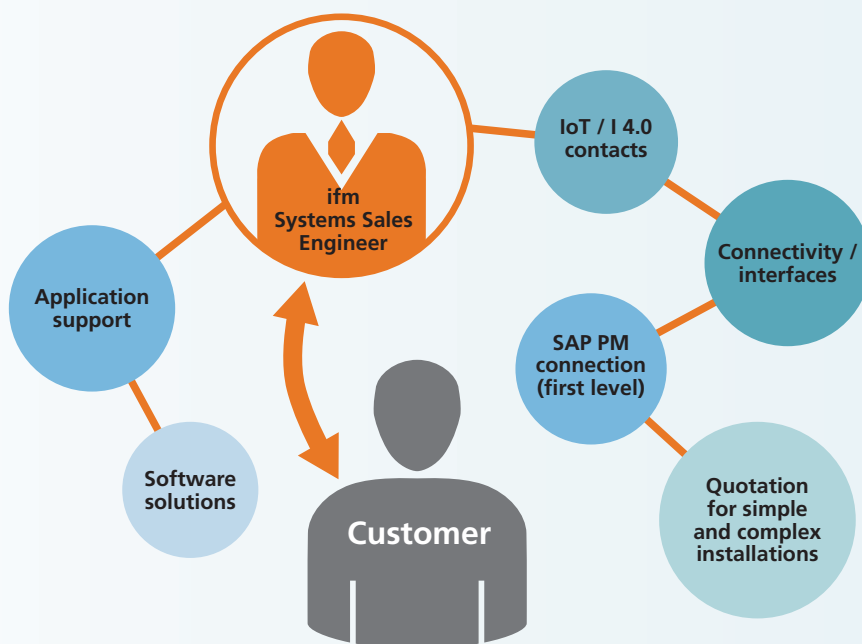 ifm
Systems Sales
Engineer
IoT / I 4.0
contacts
Connectivity /
interfaces
Application
support
SAP PM
connection
(first level)
Software
solutions
Quotation
for simple
and complex
installations
Customer